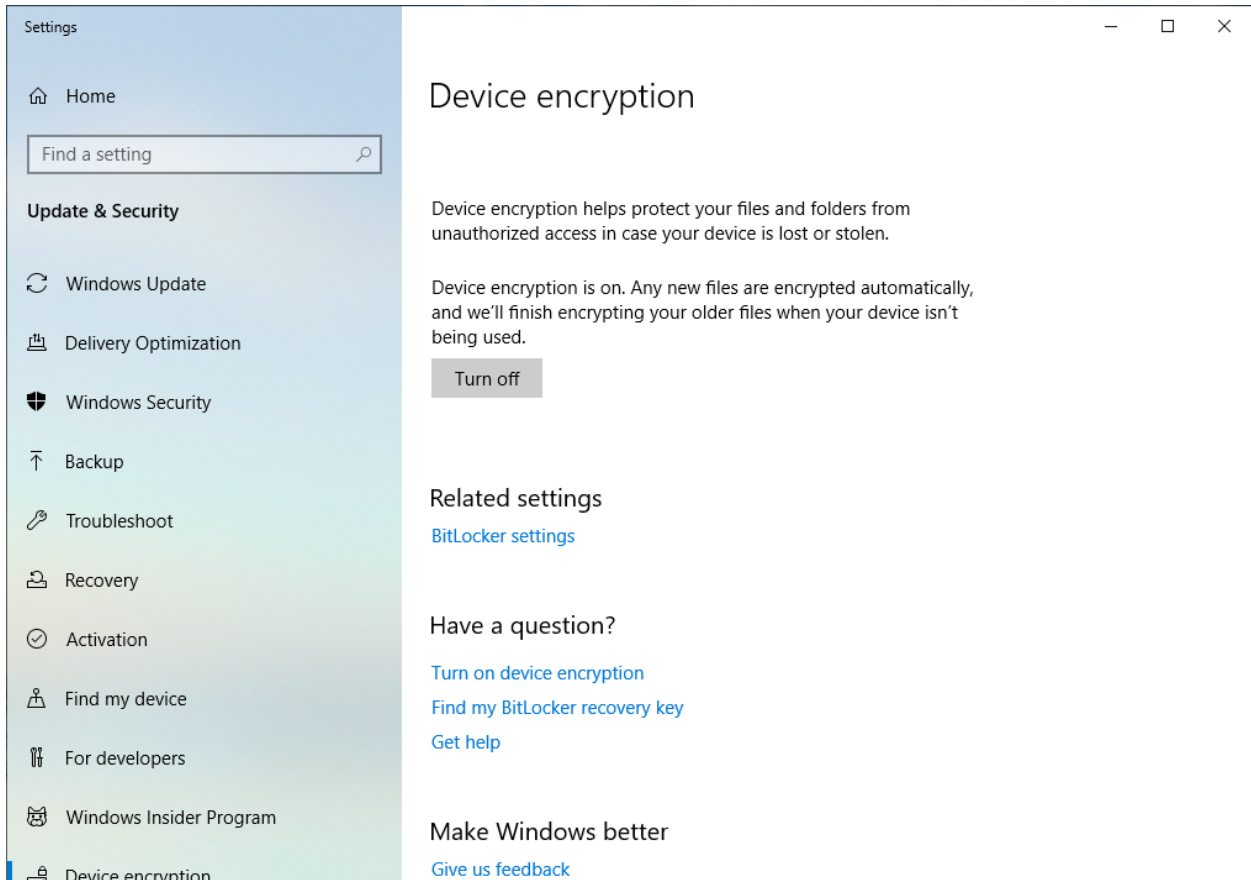 Settings
Home
Find a setting
Update & Security
Windows Update
Delivery Optimization
Windows Security
Backup
Troubleshoot
Recovery
Activation
Find my device
For developers
Windows Insider Program
Device encryption
Device encryption
Device encryption helps protect your files and folders from
unauthorized access in case your device is lost or stolen.
Device encryption is on. Any new files are encrypted automatically,
and we'll finish encrypting your older files when your device isn't
being used.
Turn off
Related settings
BitLocker settings
Have a question?
Turn on device encryption
Find my BitLocker recovery key
Get help
Make Windows better
Give us feedback